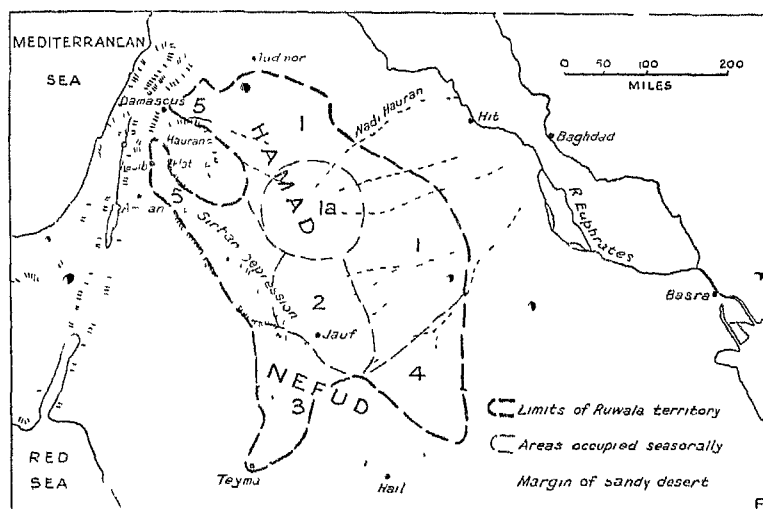 MEDITERRANEAN
SEA
Damascus
5
1
HAMAD
Wadi Hauran
Hit
Baghdad
0 50 100 200
MILES
Hauran
5
1a
1
R Euphrates
Sirhan Depression
2
Jauf
Basra
4
NEFUD
3
Limits of Ruwala territory
Areas occupied seasonally
Margin of sandy desert
RED
SEA
Hail